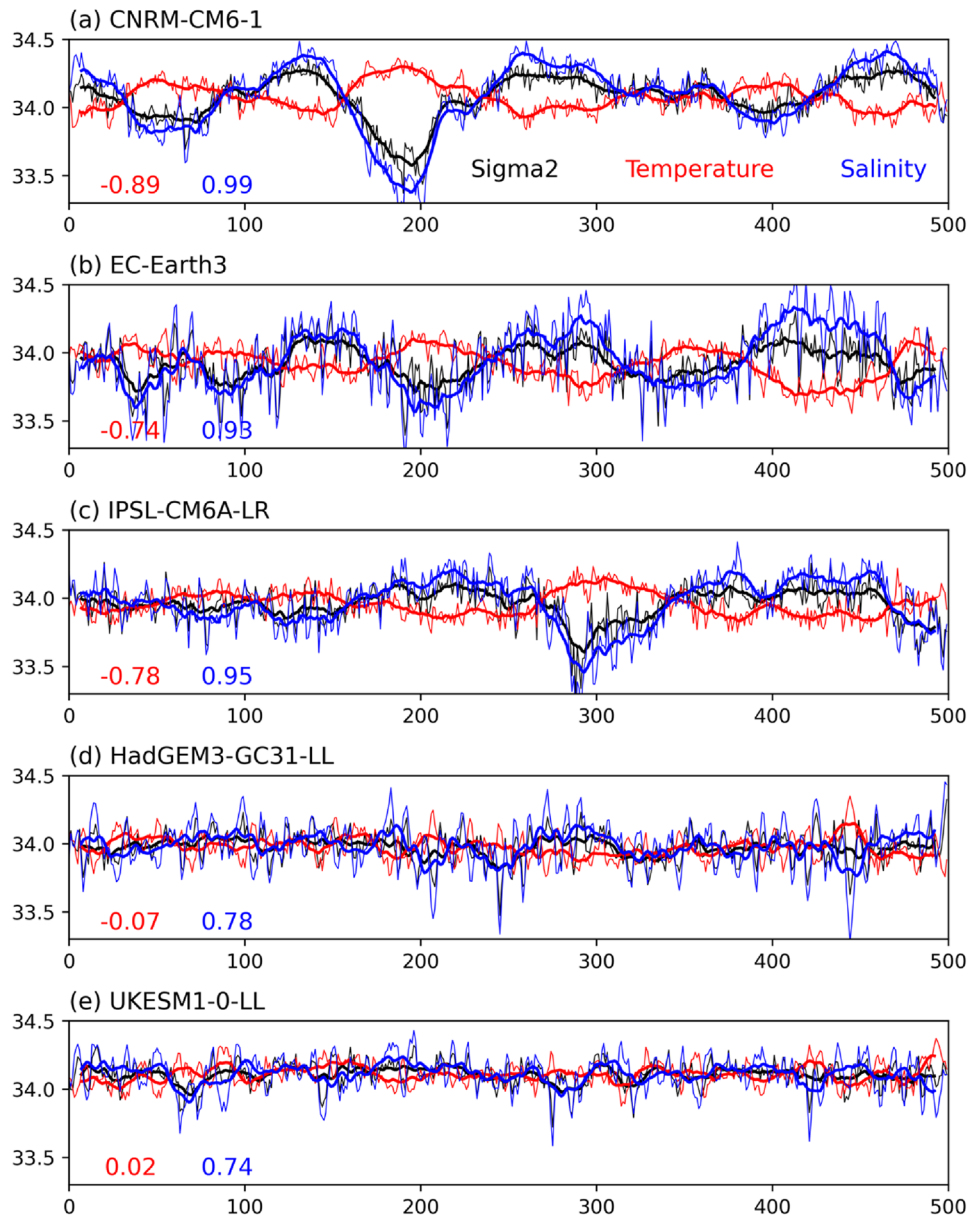 (a) CNRM-CM6-1
34.5
34.0
33.5
-0.89 0.99 Sigma2 Temperature Salinity
0 100 200 300 400 500
(b) EC-Earth3
34.5
34.0
33.5
-0.74 0.93
0 100 200 300 400 500
(c) IPSL-CM6A-LR
34.5
34.0
33.5
-0.78 0.95
0 100 200 300 400 500
(d) HadGEM3-GC31-LL
34.5
34.0
33.5
-0.07 0.78
0 100 200 300 400 500
(e) UKESM1-0-LL
34.5
34.0
33.5
0.02 0.74
0 100 200 300 400 500